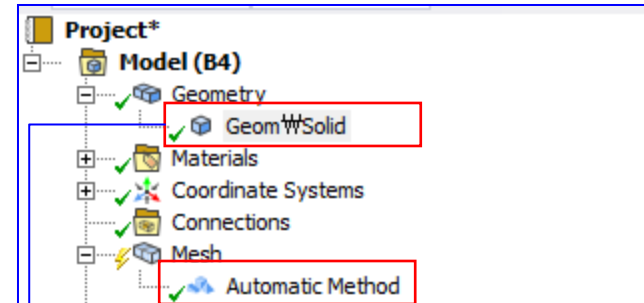 Project*
Model (B4)
Geometry
Geom₩Solid
Materials
Coordinate Systems
Connections
Mesh
Automatic Method